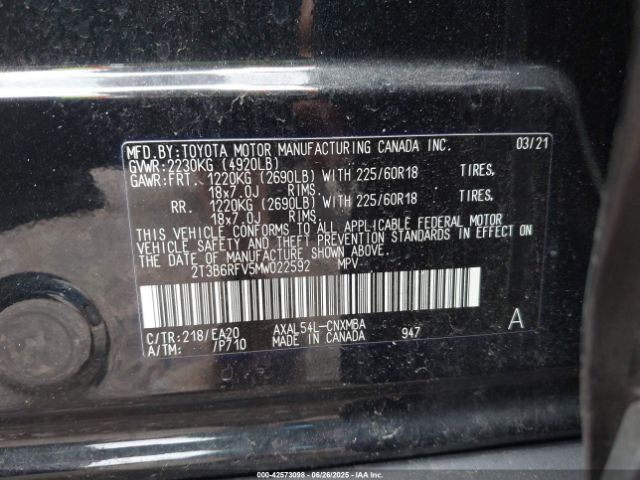 MFD.BY:TOYOTA MOTOR MANUFACTURING CANADA INC. 03/21
GVWR:2230KG (4920LB)
GAWR:FRT. 1220KG (2690LB) WITH 225/60R18 TIRES,
18x7.0J RIMS.
RR. 1220KG (2690LB) WITH 225/60R18 TIRES,
18x7.0J RIMS.
THIS VEHICLE CONFORMS TO ALL APPLICABLE FEDERAL MOTOR
VEHICLE SAFETY AND THEFT PREVENTION STANDARDS IN EFFECT ON
THE DATE OF MANUFACTURE SHOWN ABOVE.
2T3B6RFV5MW022592 MPV
C/TR:218/EA20 AXAL54L-CNXMBA 947 A
A/TM: /P710 MADE IN CANADA
000-42573098 - 06/26/2025 - IAAI.COM